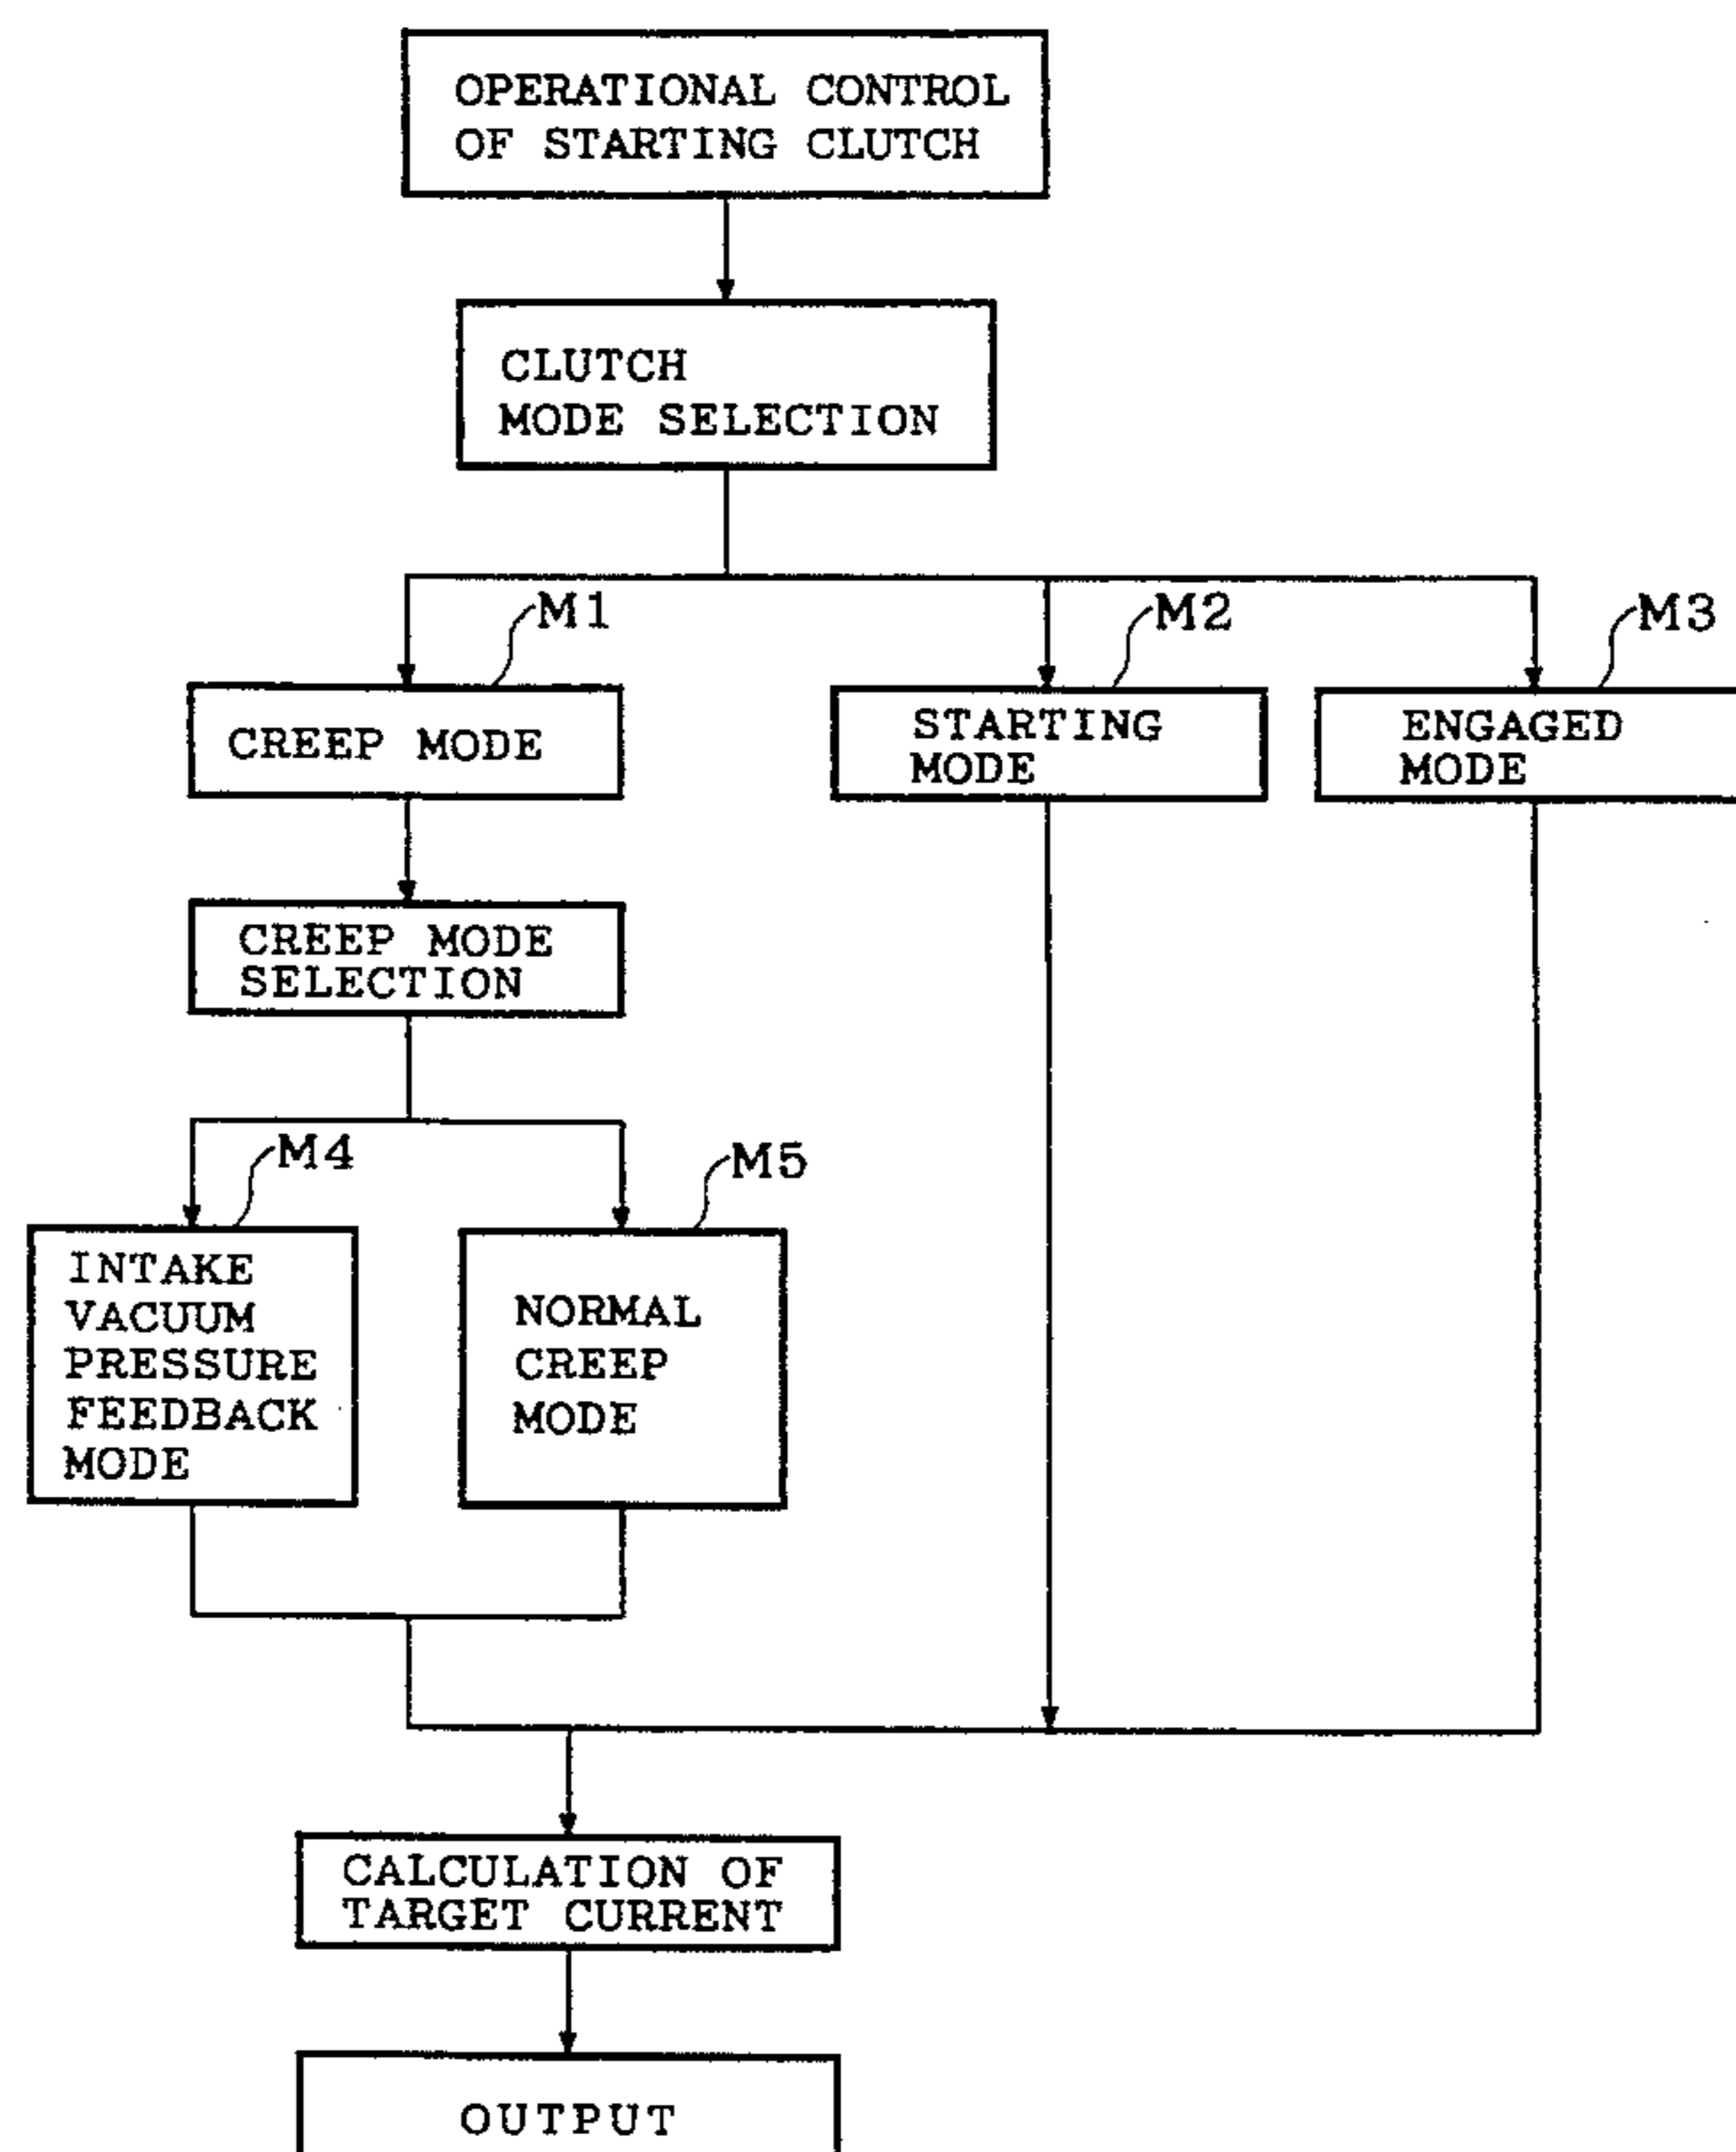 OPERATIONAL CONTROL
OF STARTING CLUTCH
CLUTCH
MODE SELECTION
M1
M2
M3
CREEP MODE
STARTING
MODE
ENGAGED
MODE
CREEP MODE
SELECTION
M4
M5
INTAKE
VACUUM
PRESSURE
FEEDBACK
MODE
NORMAL
CREEP
MODE
CALCULATION OF
TARGET CURRENT
OUTPUT